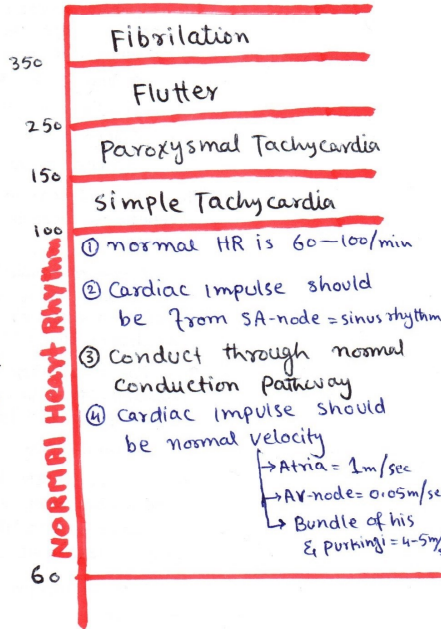 Fibrilation
350
Flutter
250
Paroxysmal Tachycardia
150
Simple Tachycardia
100
NORMAl Heart Rhythm
① normal HR is 60-100/min
② Cardiac impulse should
be from SA-node = sinus rhythm
③ Conduct through normal
conduction Pathway
④ Cardiac impulse should
be normal velocity
→ Atria = 1m/sec
→ AV-node = 0.05m/se
→ Bundle of his
& Purkingi = 4-5m/
60